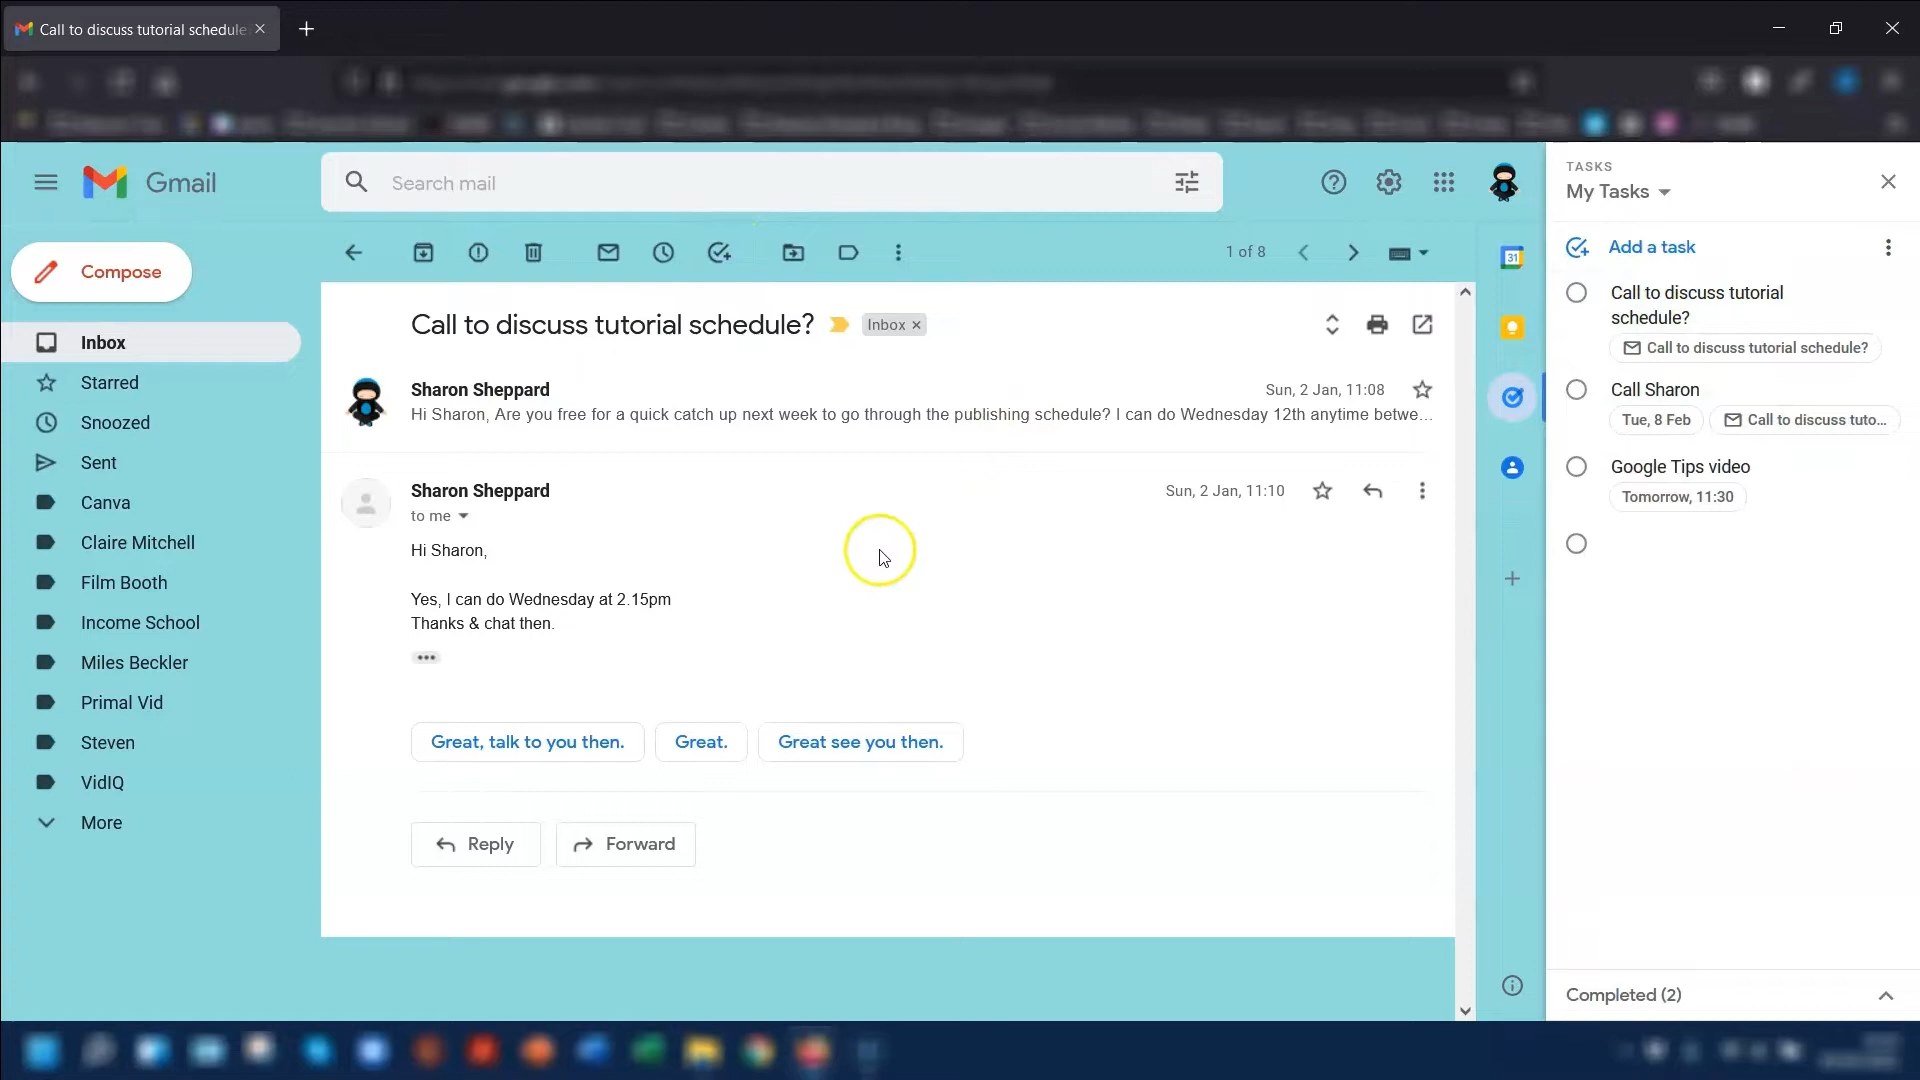 Call to discuss tutorial schedule
Gmail
Search mail
TASKS
My Tasks
1 of 8
Add a task
Compose
Call to discuss tutorial
schedule?
Call to discuss tutorial schedule?
Inbox
Call to discuss tutorial schedule?
Inbox
Starred
Sharon Sheppard
Sun, 2 Jan, 11:08
Hi Sharon, Are you free for a quick catch up next week to go through the publishing schedule? I can do Wednesday 12th anytime betwe...
Call Sharon
Tue, 8 Feb
Call to discuss tuto...
Snoozed
Sent
Google Tips video
Tomorrow, 11:30
Sharon Sheppard
Sun, 2 Jan, 11:10
to me
Canva
Claire Mitchell
Hi Sharon,
Film Booth
Yes, I can do Wednesday at 2.15pm
Thanks & chat then.
Income School
Miles Beckler
Primal Vid
Steven
Great, talk to you then.
Great.
Great see you then.
VidIQ
More
Reply
Forward
Completed (2)
31